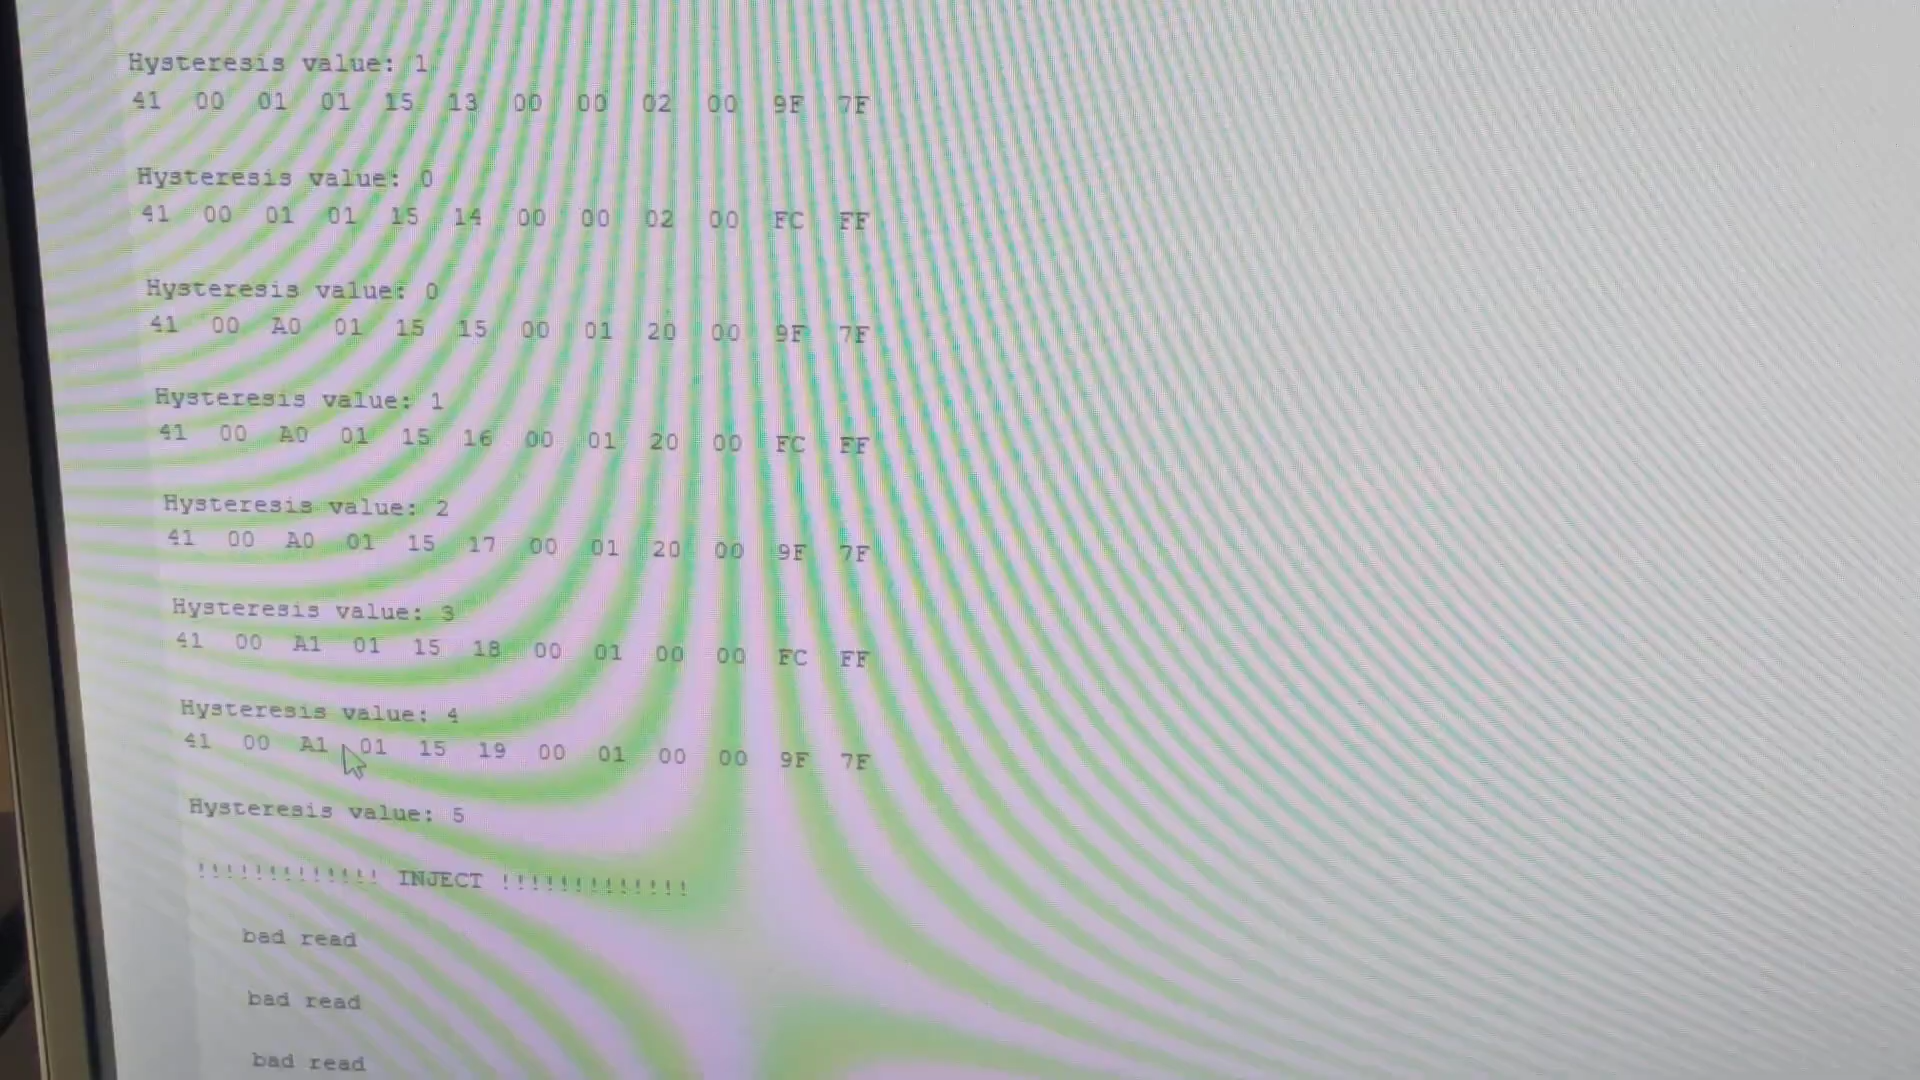 Hysteresis value: 1
41 00 01 01 15 13 00 00 02 00 9F 7F
Hysteresis value: 0
41 00 01 01 15 14 00 00 02 00 FC FF
Hysteresis value: 0
41 00 A0 01 15 15 00 01 20 00 9F 7F
Hysteresis value: 1
41 00 A0 01 15 16 00 01 20 00 FC FF
Hysteresis value: 2
41 00 A0 01 15 17 00 01 20 00 9F 7F
Hysteresis value: 3
41 00 A1 01 15 18 00 01 00 00 FC FF
Hysteresis value: 4
41 00 A1 01 15 19 00 01 00 00 9F 7F
Hysteresis value: 5
!!!!!!!!!!!!! INJECT !!!!!!!!!!!!!
bad read
bad read
bad read